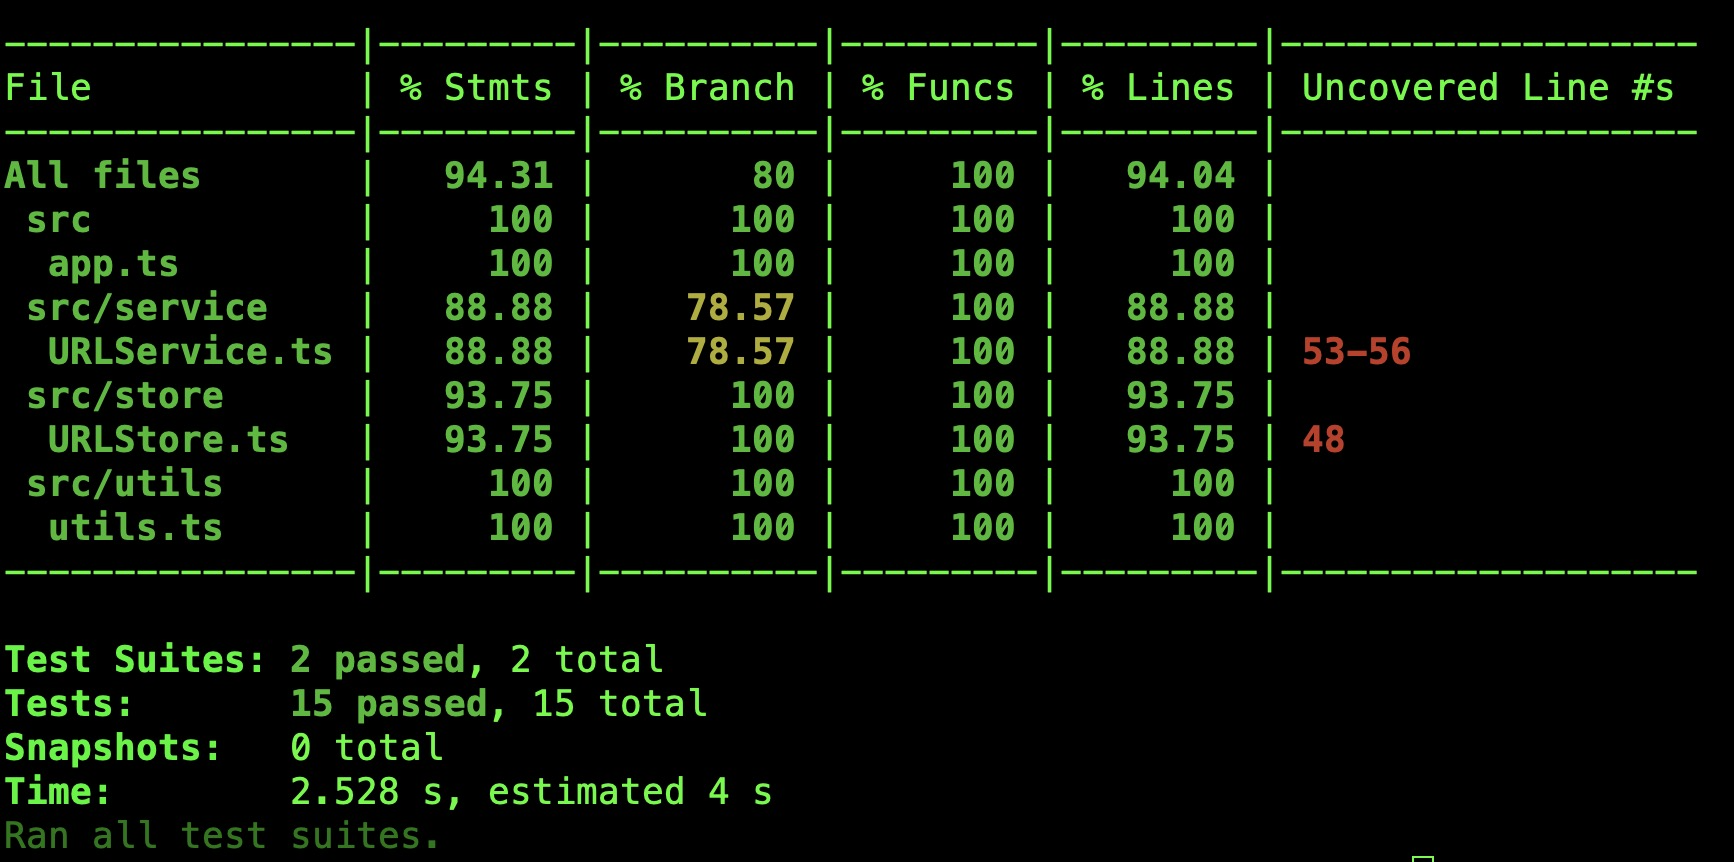 ----------------|---------|----------|---------|---------|-------------------
File            | % Stmts | % Branch | % Funcs | % Lines | Uncovered Line #s
----------------|---------|----------|---------|---------|-------------------
All files       |   94.31 |       80 |     100 |   94.04 |
 src            |     100 |      100 |     100 |     100 |
  app.ts        |     100 |      100 |     100 |     100 |
 src/service    |   88.88 |    78.57 |     100 |   88.88 |
  URLService.ts |   88.88 |    78.57 |     100 |   88.88 | 53-56
 src/store      |   93.75 |      100 |     100 |   93.75 |
  URLStore.ts   |   93.75 |      100 |     100 |   93.75 | 48
 src/utils      |     100 |      100 |     100 |     100 |
  utils.ts      |     100 |      100 |     100 |     100 |
----------------|---------|----------|---------|---------|-------------------
Test Suites: 2 passed, 2 total
Tests:       15 passed, 15 total
Snapshots:   0 total
Time:        2.528 s, estimated 4 s
Ran all test suites.